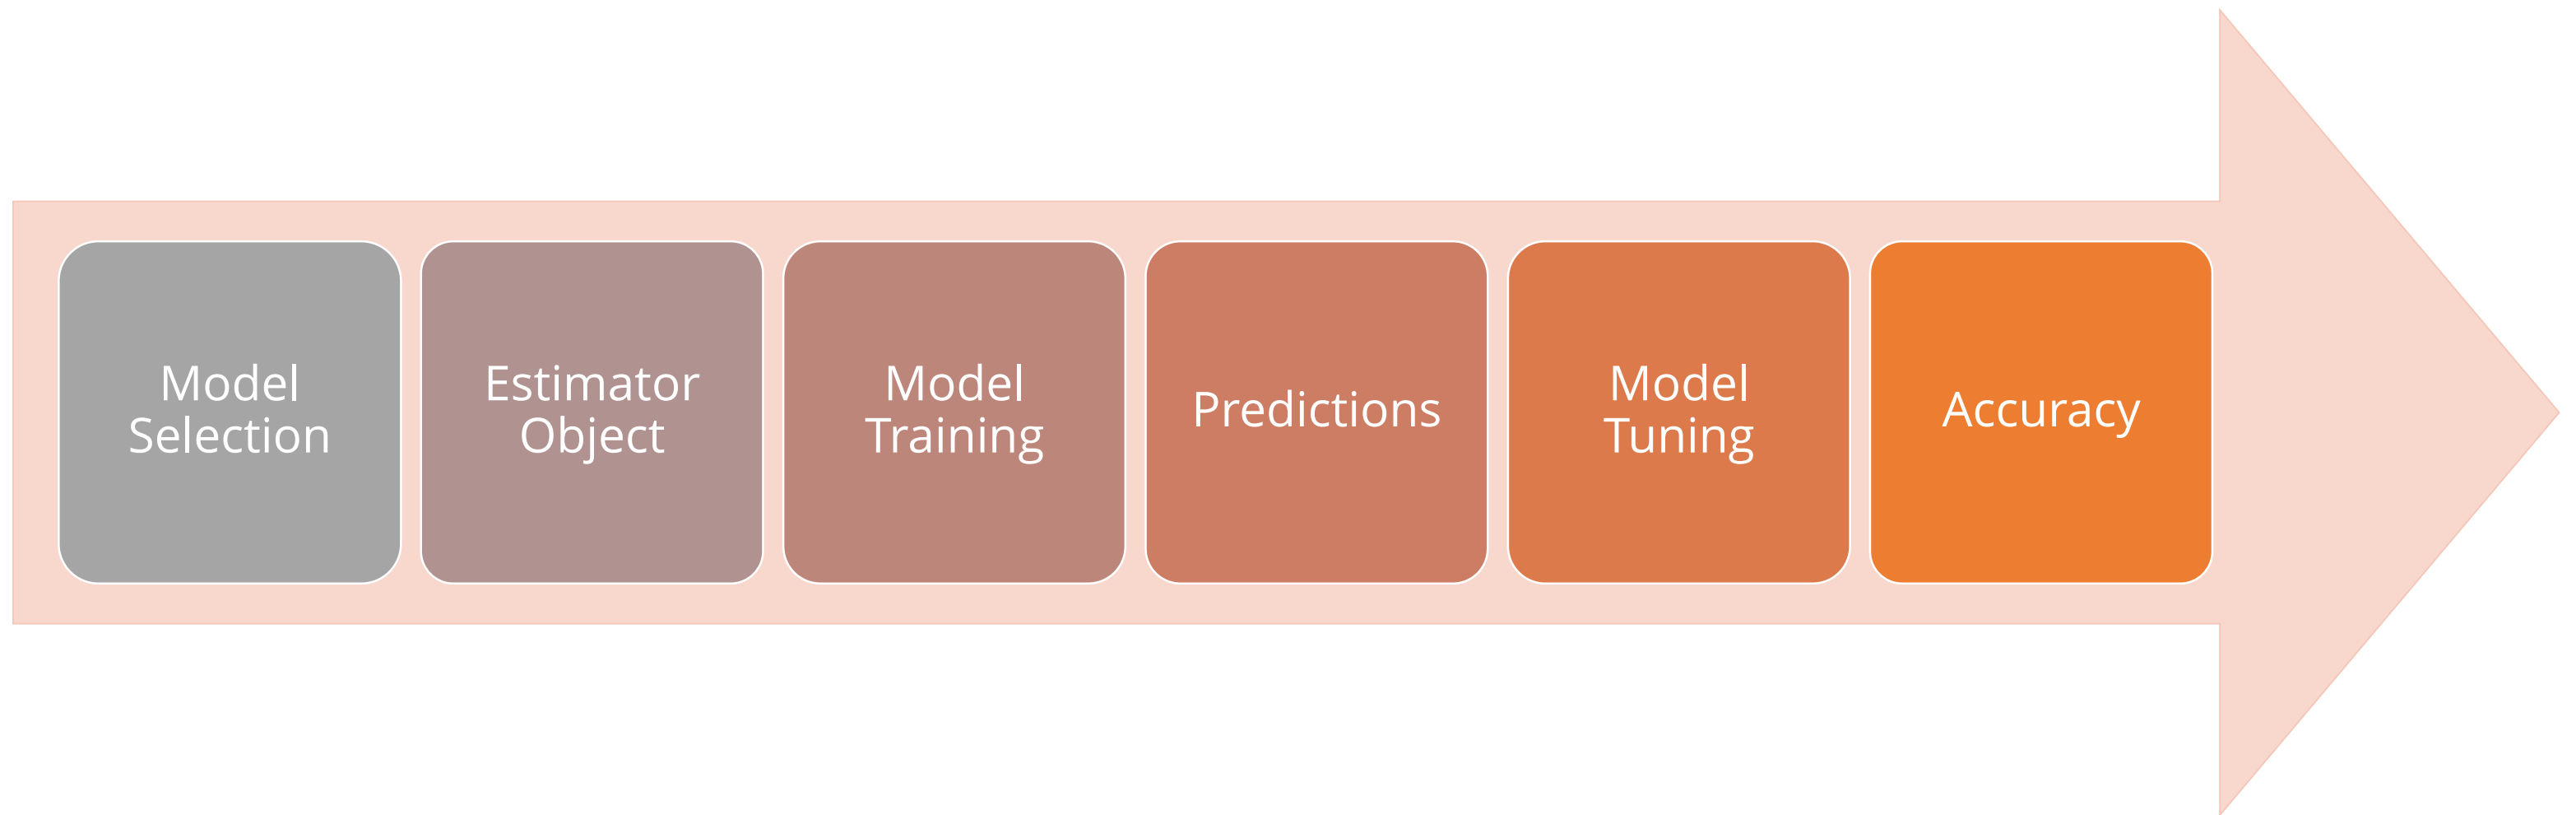 Model
Selection
Estimator
Object
Model
Training
Predictions
Model
Tuning
Accuracy